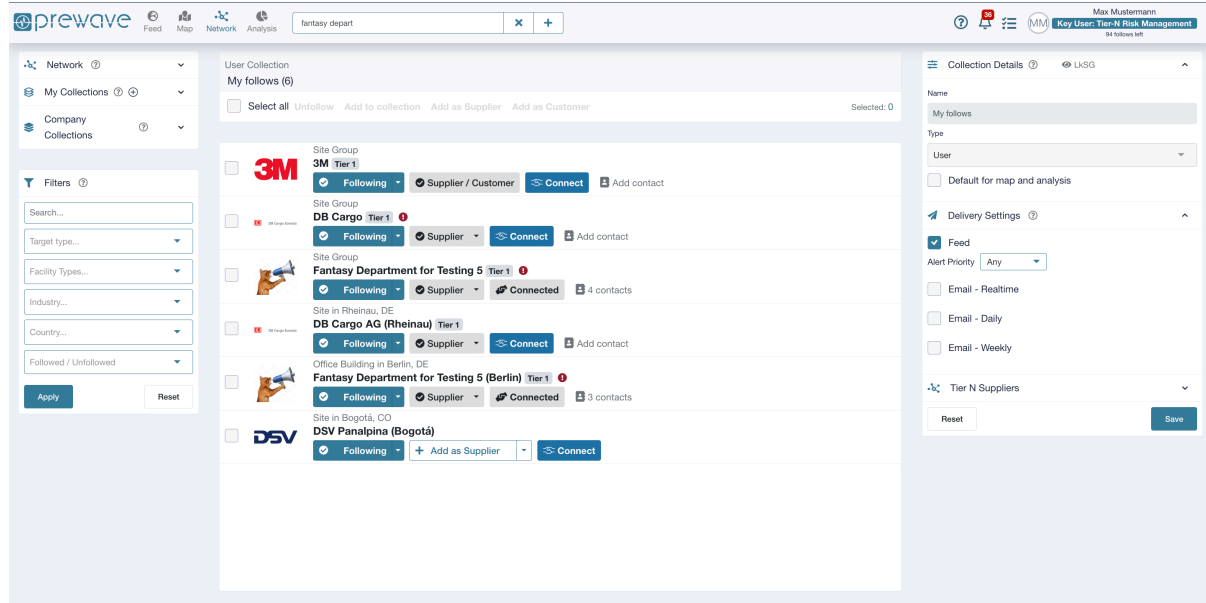 prewave
Feed
Map
Network
Analysis
fantasy depart
36
MM
Max Mustermann
Key User: Tier-N Risk Management
94 follows left
Network
My Collections
Company
Collections
Filters
Search...
Target type...
Facility Types...
Industry...
Country...
Followed / Unfollowed
Apply
Reset
User Collection
My follows (6)
Select all Unfollow Add to collection Add as Supplier Add as Customer
Selected: 0
3M
Site Group
3M Tier 1
Following Supplier / Customer Connect Add contact
DB Cargo Eurasia
Site Group
DB Cargo Tier 1
Following Supplier Connect Add contact
Site Group
Fantasy Department for Testing 5 Tier 1
Following Supplier Connected 4 contacts
DB Cargo Eurasia
Site in Rheinau, DE
DB Cargo AG (Rheinau) Tier 1
Following Supplier Connect Add contact
Office Building in Berlin, DE
Fantasy Department for Testing 5 (Berlin) Tier 1
Following Supplier Connected 3 contacts
DSV
Site in Bogotá, CO
DSV Panalpina (Bogotá)
Following + Add as Supplier Connect
Collection Details LkSG
Name
My follows
Type
User
Default for map and analysis
Delivery Settings
Feed
Alert Priority Any
Email - Realtime
Email - Daily
Email - Weekly
Tier N Suppliers
Reset
Save